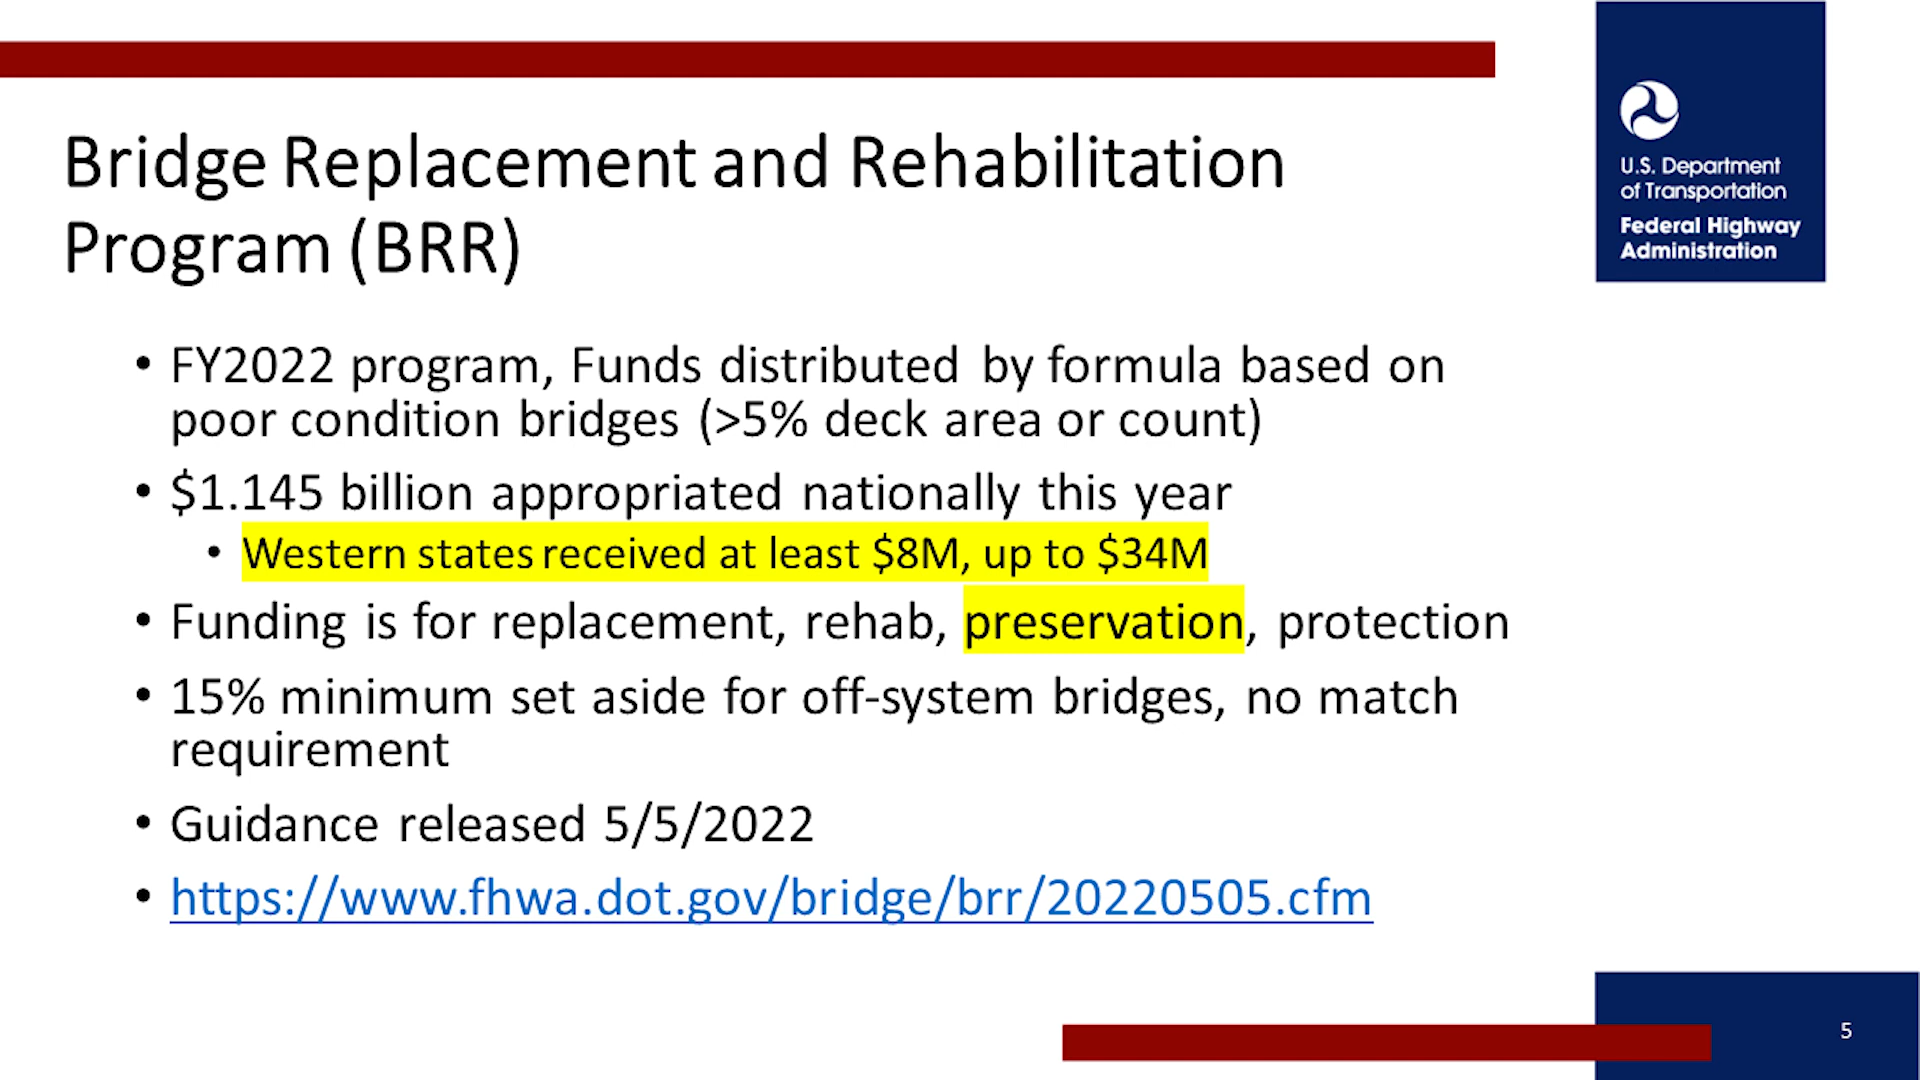 U.S. Department
of Transportation
Federal Highway
Administration
Bridge Replacement and Rehabilitation
Program (BRR)
• FY2022 program, Funds distributed by formula based on
poor condition bridges (>5% deck area or count)
• $1.145 billion appropriated nationally this year
• Western states received at least $8M, up to $34M
• Funding is for replacement, rehab, preservation, protection
• 15% minimum set aside for off-system bridges, no match
requirement
• Guidance released 5/5/2022
• https://www.fhwa.dot.gov/bridge/brr/20220505.cfm
5